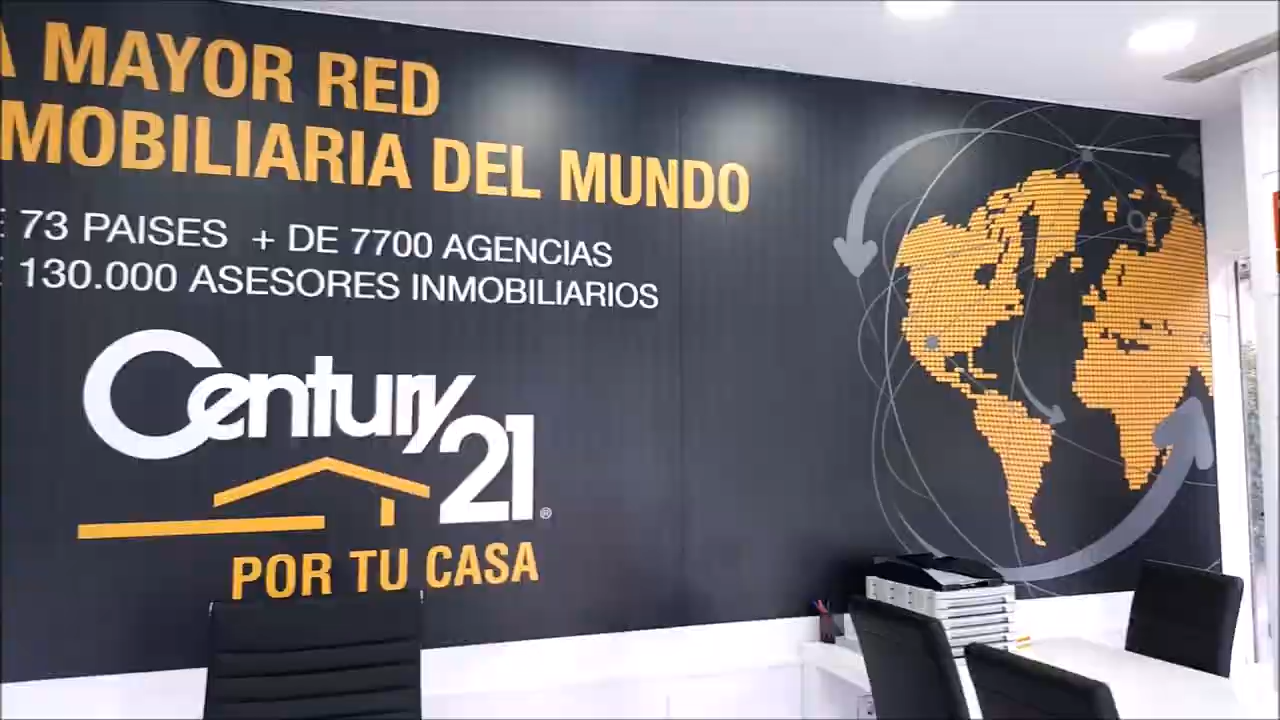 A MAYOR RED
MOBILIARIA DEL MUNDO
E 73 PAISES + DE 7700 AGENCIAS
E 130.000 ASESORES INMOBILIARIOS
Century
21®
POR TU CASA